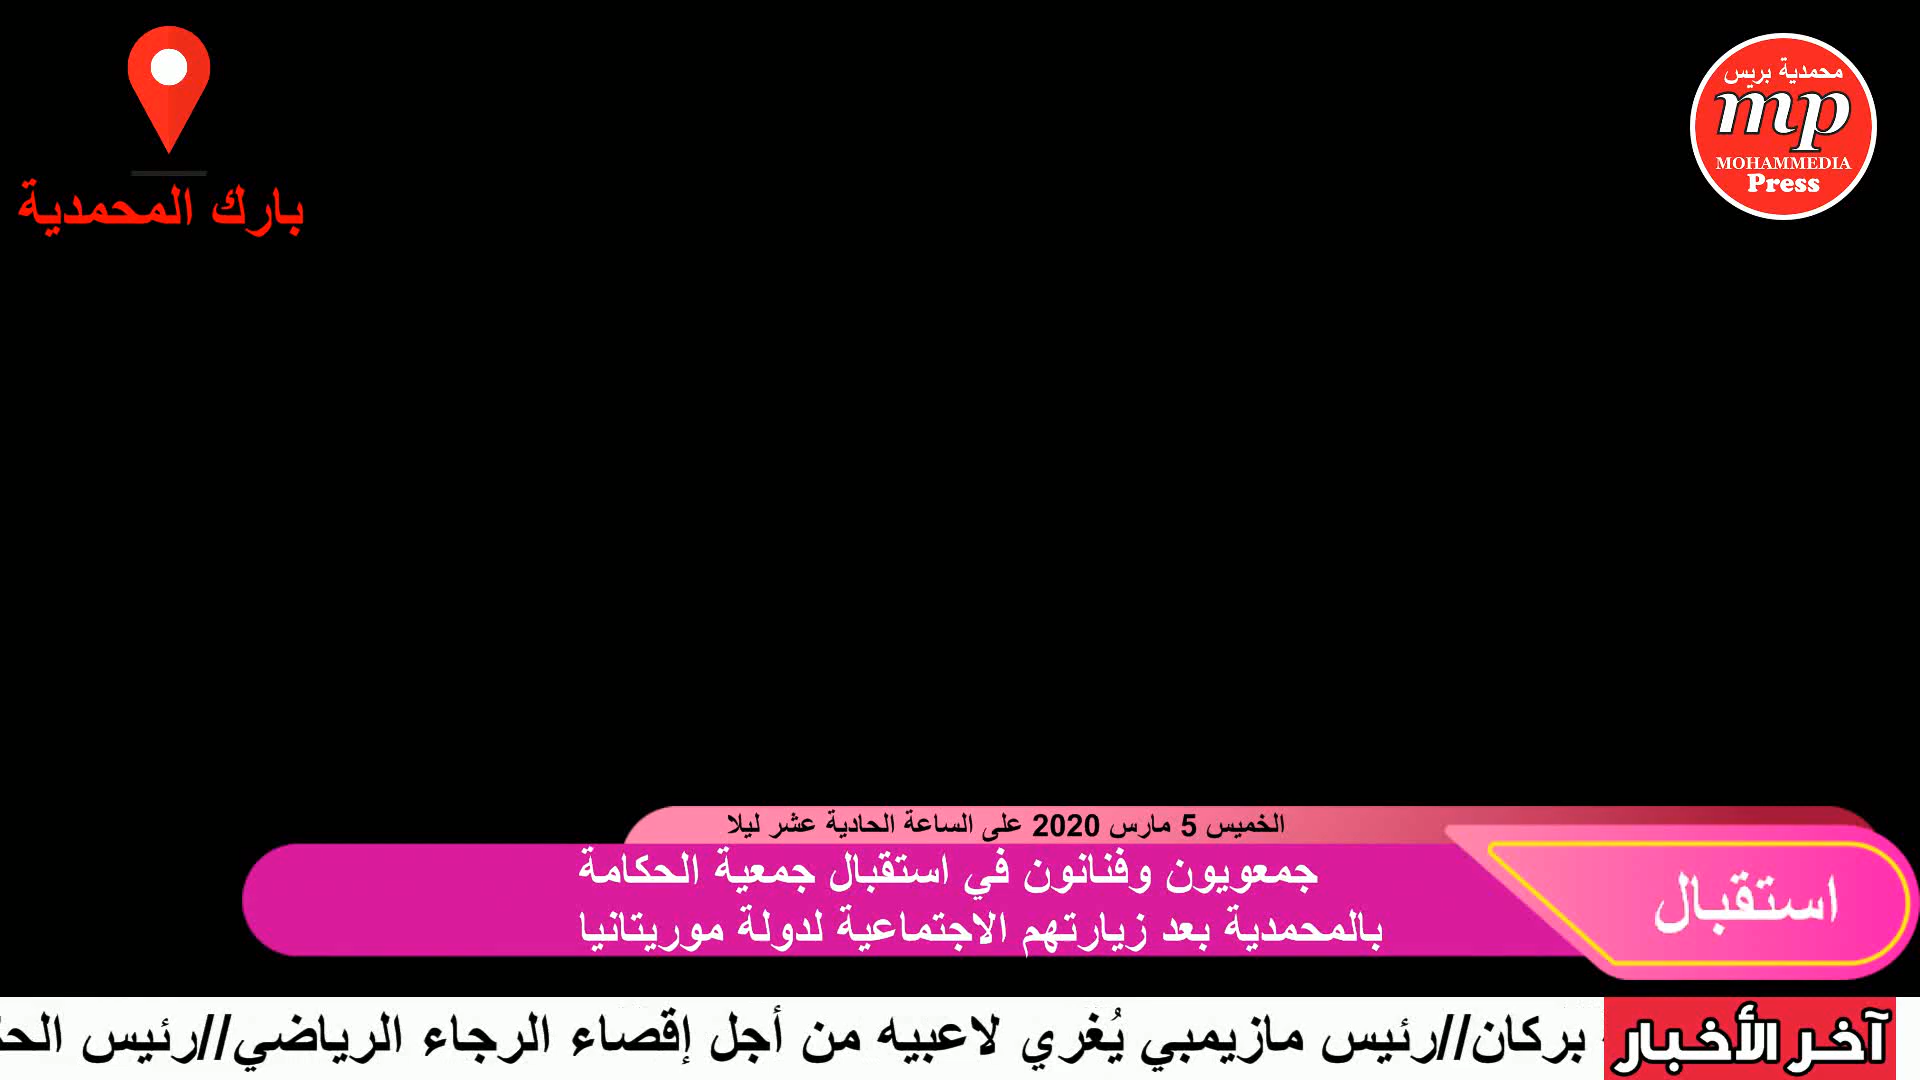 محمدية بريس
mp
MOHAMMEDIA
Press
بارك المحمدية
الخميس 5 مارس 2020 على الساعة الحادية عشر ليلا
جمعويون وفنانون في استقبال جمعية الحكامة
بالمحمدية بعد زيارتهم الاجتماعية لدولة موريتانيا
استقبال
آخر الأخبار
بركان//رئيس مازيمبي يُغري لاعبيه من أجل إقصاء الرجاء الرياضي//رئيس